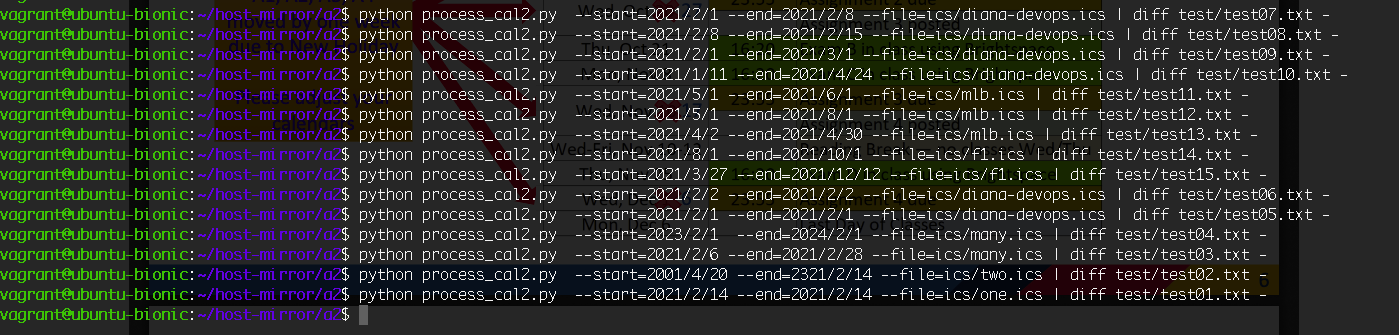 vagrant@ubuntu-bionic:~/host-mirror/a2$ python process_cal2.py  --start=2021/2/1 --end=2021/2/8 --file=ics/diana-devops.ics | diff test/test07.txt -
vagrant@ubuntu-bionic:~/host-mirror/a2$ python process_cal2.py  --start=2021/2/8 --end=2021/2/15 --file=ics/diana-devops.ics | diff test/test08.txt -
vagrant@ubuntu-bionic:~/host-mirror/a2$ python process_cal2.py  --start=2021/2/1 --end=2021/3/1 --file=ics/diana-devops.ics | diff test/test09.txt -
vagrant@ubuntu-bionic:~/host-mirror/a2$ python process_cal2.py  --start=2021/1/11 --end=2021/4/24 --file=ics/diana-devops.ics | diff test/test10.txt -
vagrant@ubuntu-bionic:~/host-mirror/a2$ python process_cal2.py  --start=2021/5/1 --end=2021/6/1 --file=ics/mlb.ics | diff test/test11.txt -
vagrant@ubuntu-bionic:~/host-mirror/a2$ python process_cal2.py  --start=2021/5/1 --end=2021/8/1 --file=ics/mlb.ics | diff test/test12.txt -
vagrant@ubuntu-bionic:~/host-mirror/a2$ python process_cal2.py  --start=2021/4/2 --end=2021/4/30 --file=ics/mlb.ics | diff test/test13.txt -
vagrant@ubuntu-bionic:~/host-mirror/a2$ python process_cal2.py  --start=2021/8/1 --end=2021/10/1 --file=ics/f1.ics | diff test/test14.txt -
vagrant@ubuntu-bionic:~/host-mirror/a2$ python process_cal2.py  --start=2021/3/27 --end=2021/12/12 --file=ics/f1.ics | diff test/test15.txt -
vagrant@ubuntu-bionic:~/host-mirror/a2$ python process_cal2.py  --start=2021/2/2 --end=2021/2/2 --file=ics/diana-devops.ics | diff test/test06.txt -
vagrant@ubuntu-bionic:~/host-mirror/a2$ python process_cal2.py  --start=2021/2/1 --end=2021/2/1 --file=ics/diana-devops.ics | diff test/test05.txt -
vagrant@ubuntu-bionic:~/host-mirror/a2$ python process_cal2.py  --start=2023/2/1 --end=2024/2/1 --file=ics/many.ics | diff test/test04.txt -
vagrant@ubuntu-bionic:~/host-mirror/a2$ python process_cal2.py  --start=2021/2/6 --end=2021/2/28 --file=ics/many.ics | diff test/test03.txt -
vagrant@ubuntu-bionic:~/host-mirror/a2$ python process_cal2.py  --start=2001/4/20 --end=2321/2/14 --file=ics/two.ics | diff test/test02.txt -
vagrant@ubuntu-bionic:~/host-mirror/a2$ python process_cal2.py  --start=2021/2/14 --end=2021/2/14 --file=ics/one.ics | diff test/test01.txt -
vagrant@ubuntu-bionic:~/host-mirror/a2$